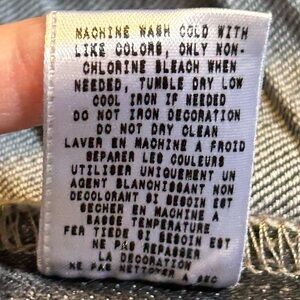 MACHINE WASH COLD WITH
LIKE COLORS, ONLY NON-
CHLORINE BLEACH WHEN
NEEDED, TUMBLE DRY LOW
COOL IRON IF NEEDED
DO NOT IRON DECORATION
DO NOT DRY CLEAN
LAVER EN MACHINE A FROID
SEPARER LES COULEURS
UTILISER UNIQUEMENT UN
AGENT BLANCHISSANT NON
DECOLORANT SI BESOIN EST
SECHER EN MACHINE A
BASSE TEMPERATURE
FER TIEDE SI BESOIN EST
NE PAS REPASSER
LA DECORATION
NE PAS NETTOYER A SEC